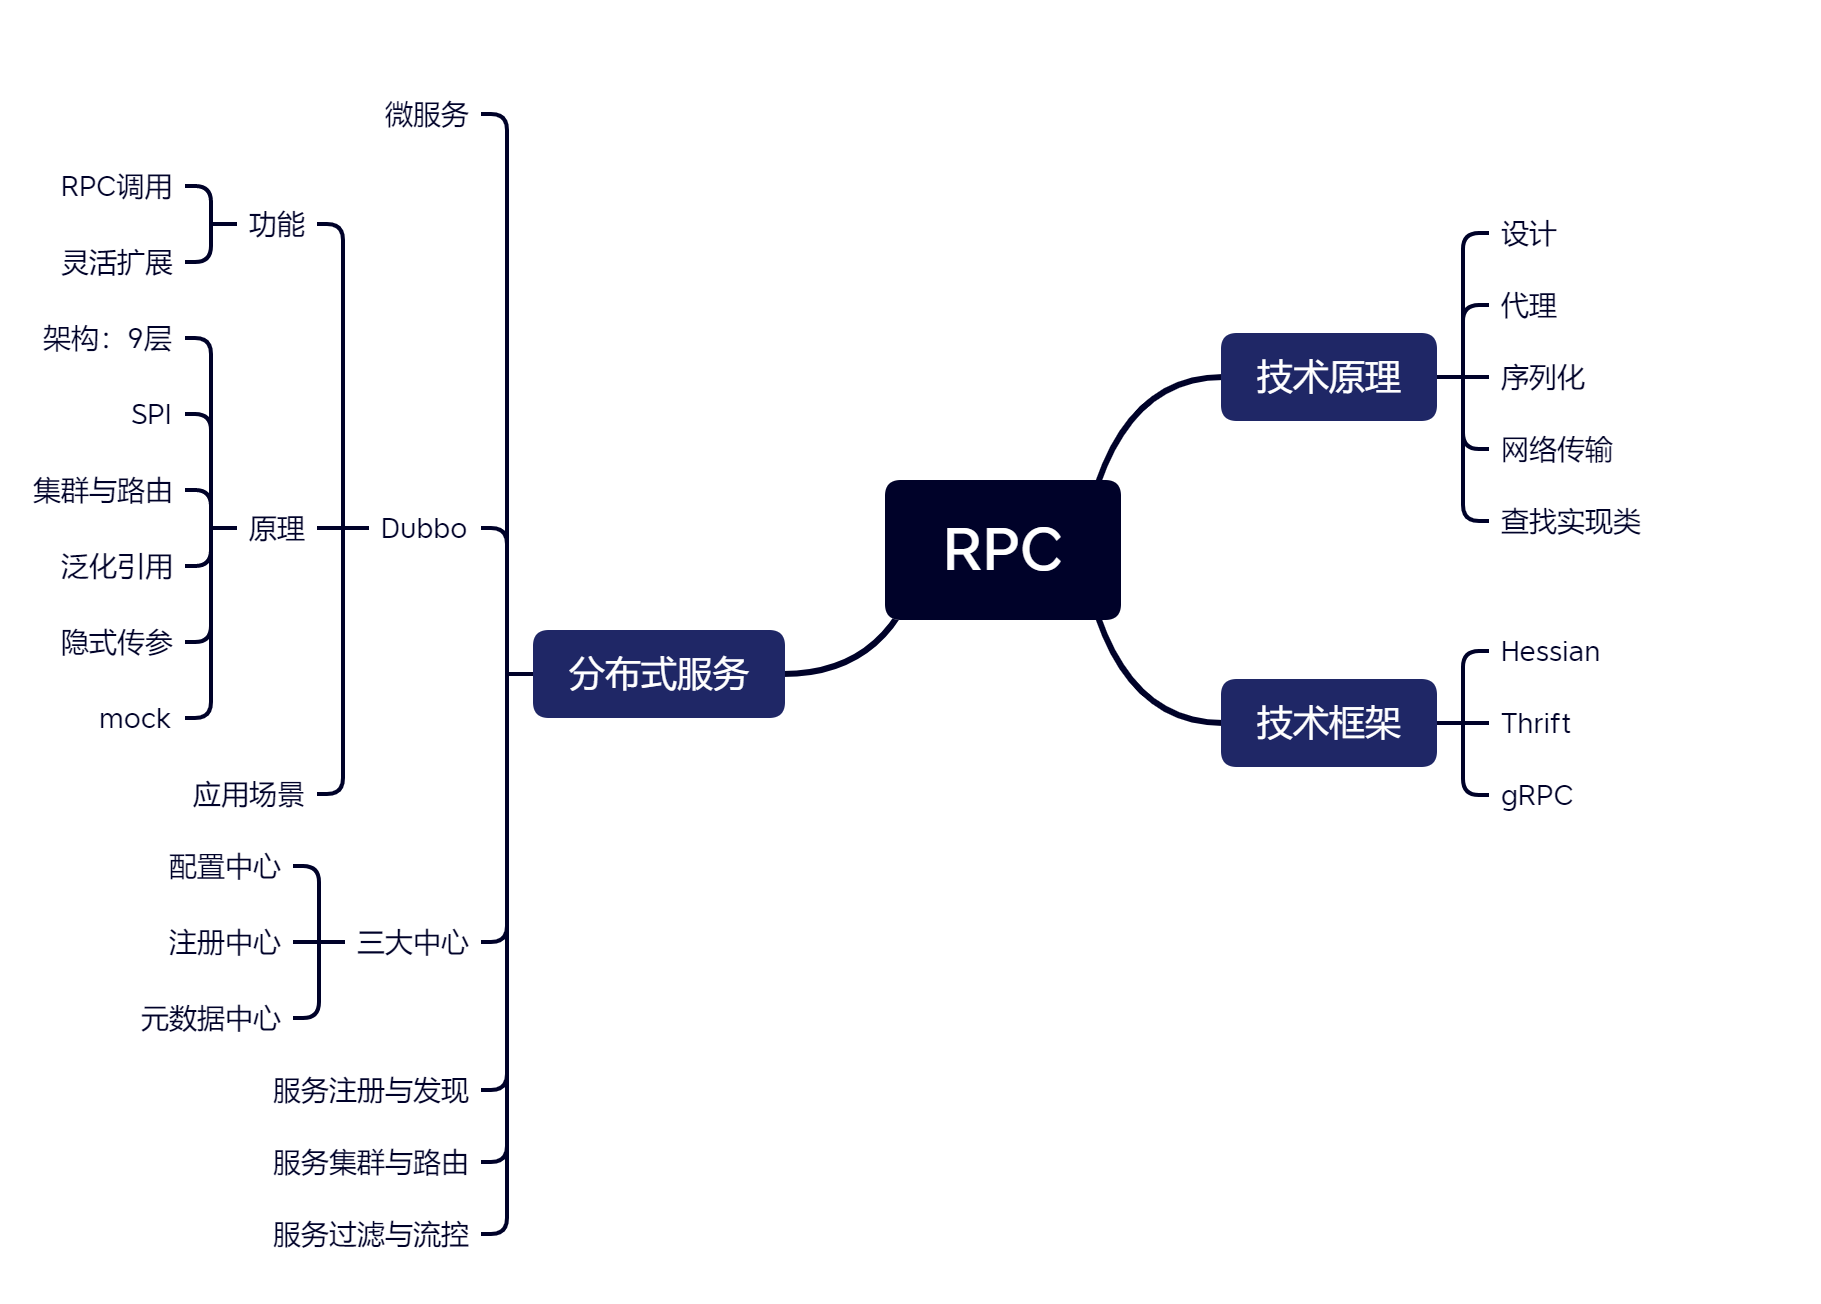 RPC
技术原理
设计
代理
序列化
网络传输
查找实现类
技术框架
Hessian
Thrift
gRPC
分布式服务
微服务
Dubbo
功能
RPC调用
灵活扩展
原理
架构：9层
SPI
集群与路由
泛化引用
隐式传参
mock
应用场景
三大中心
配置中心
注册中心
元数据中心
服务注册与发现
服务集群与路由
服务过滤与流控